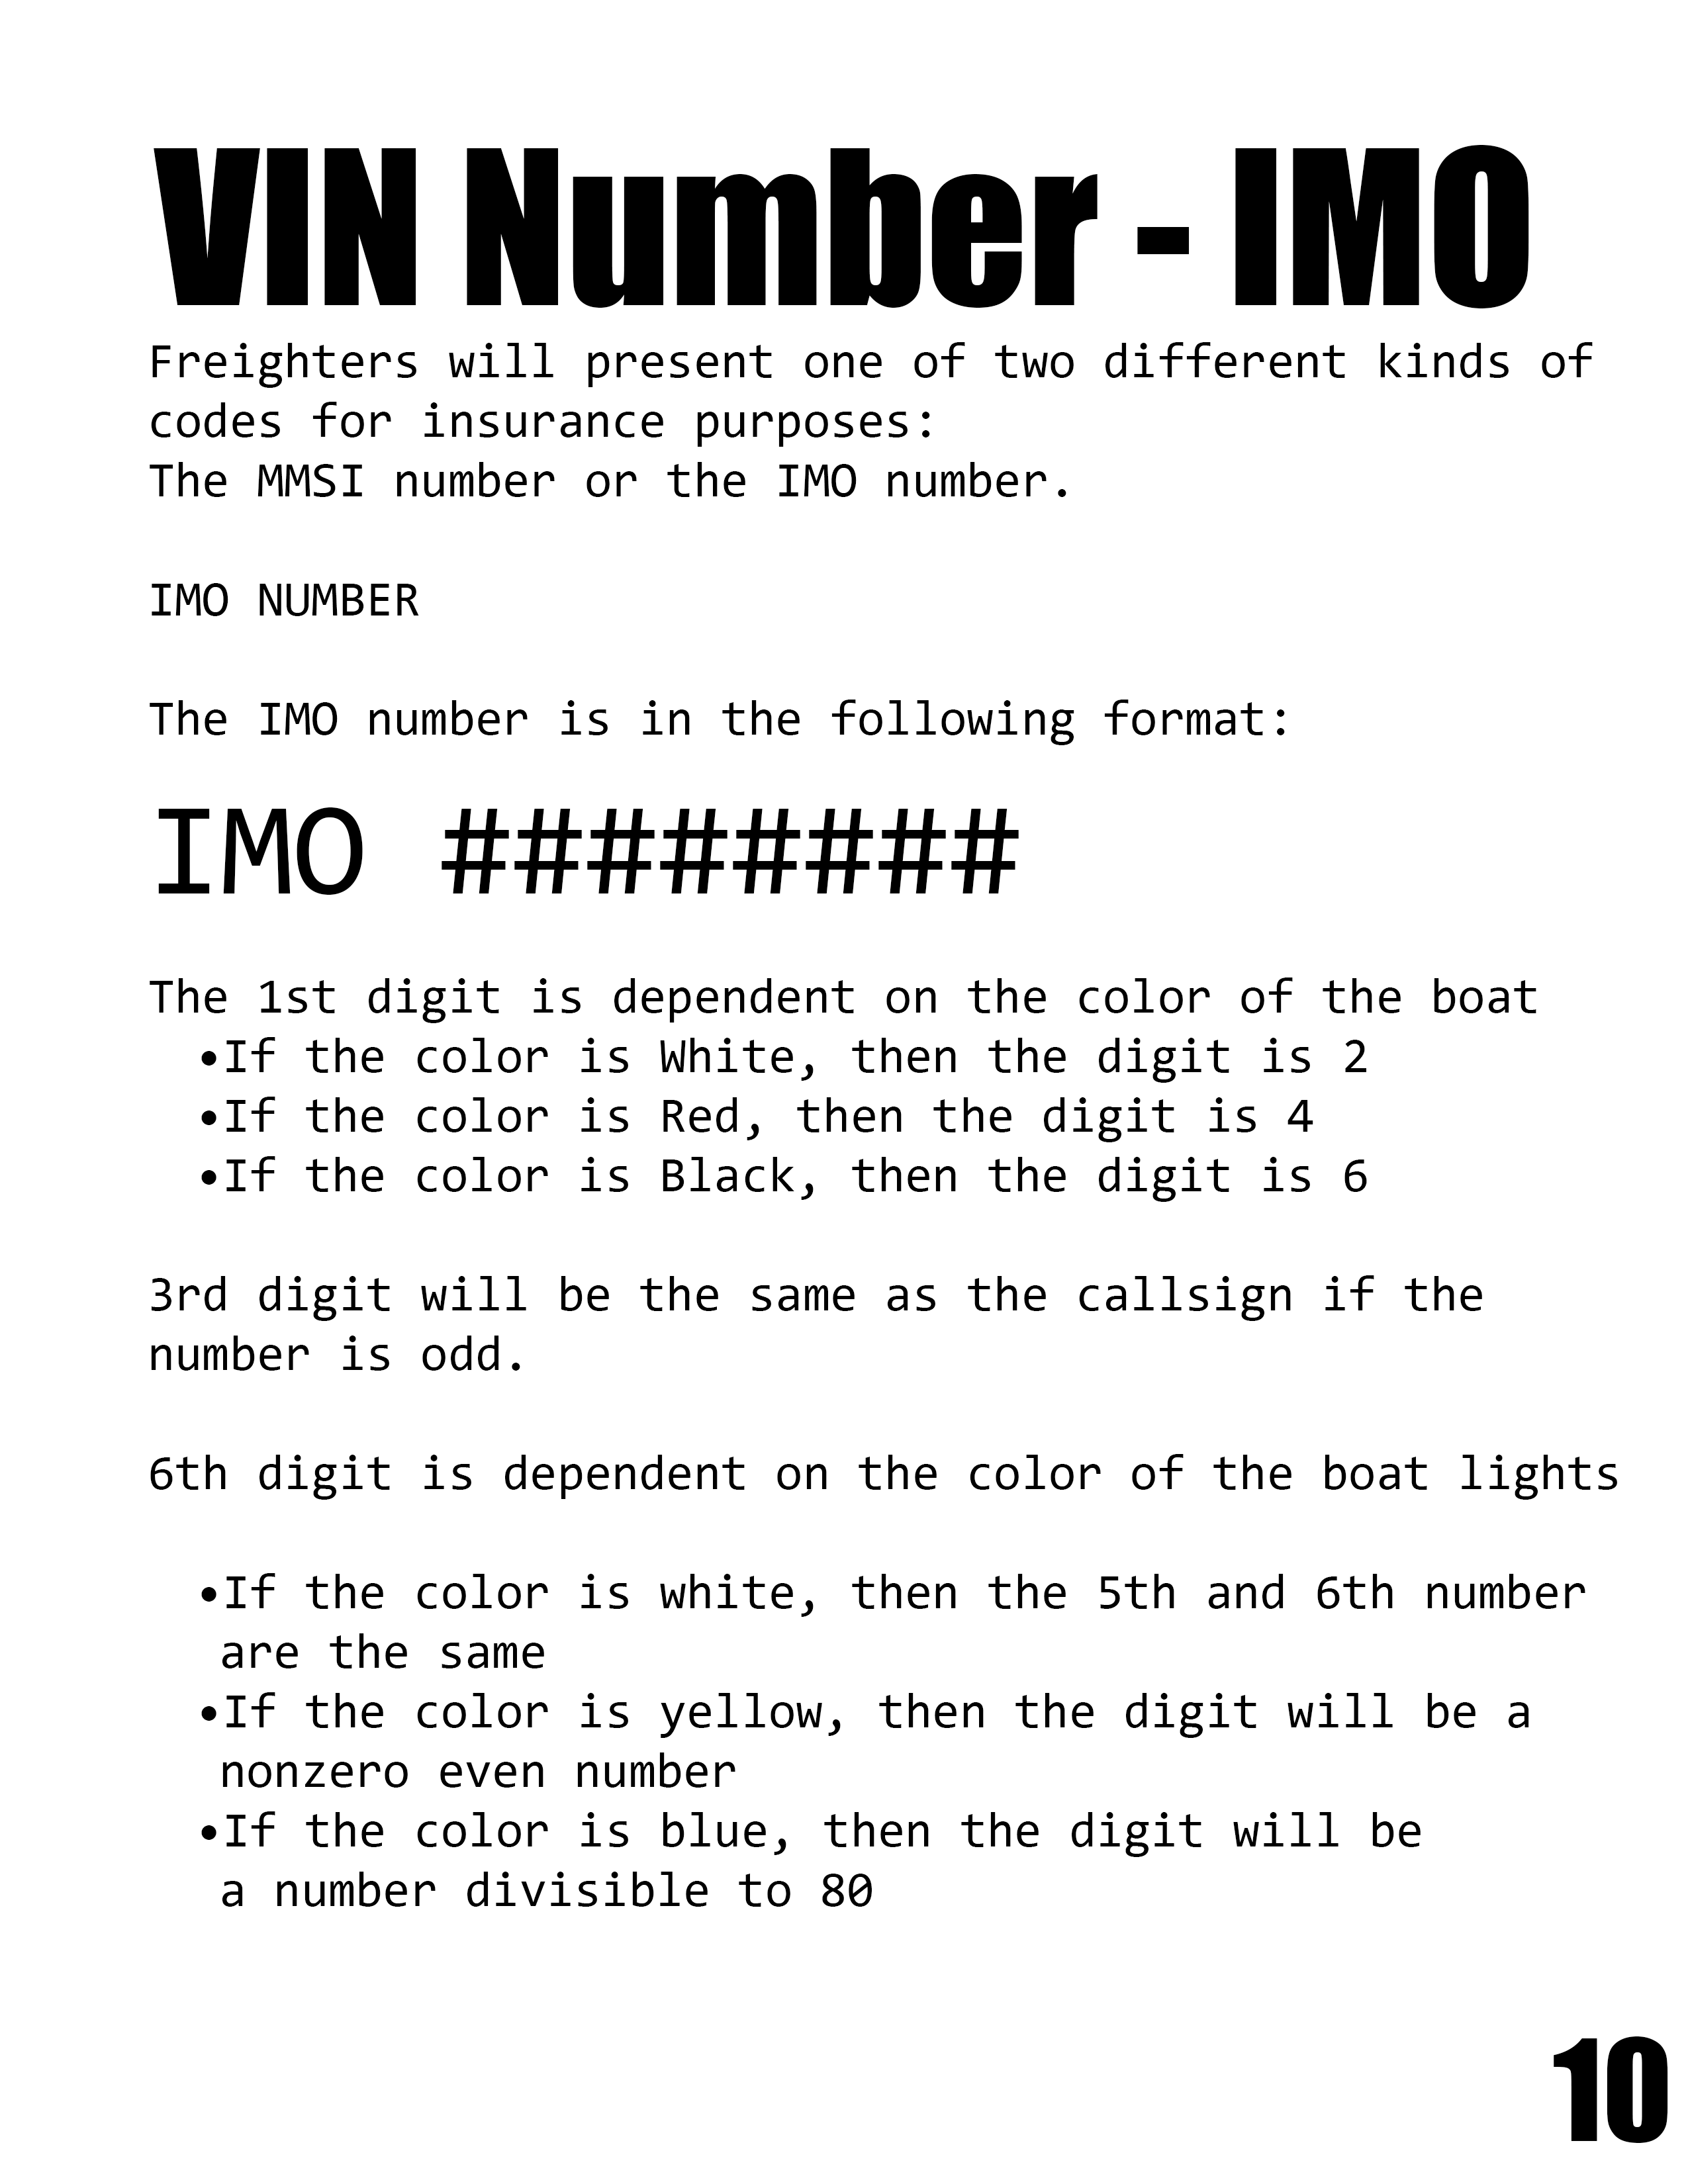 VIN Number - IMO
Freighters will present one of two different kinds of
codes for insurance purposes:
The MMSI number or the IMO number.
IMO NUMBER
The IMO number is in the following format:
IMO ########
The 1st digit is dependent on the color of the boat
•If the color is White, then the digit is 2
•If the color is Red, then the digit is 4
•If the color is Black, then the digit is 6
3rd digit will be the same as the callsign if the
number is odd.
6th digit is dependent on the color of the boat lights
•If the color is white, then the 5th and 6th number
are the same
•If the color is yellow, then the digit will be a
nonzero even number
•If the color is blue, then the digit will be
a number divisible to 80
10